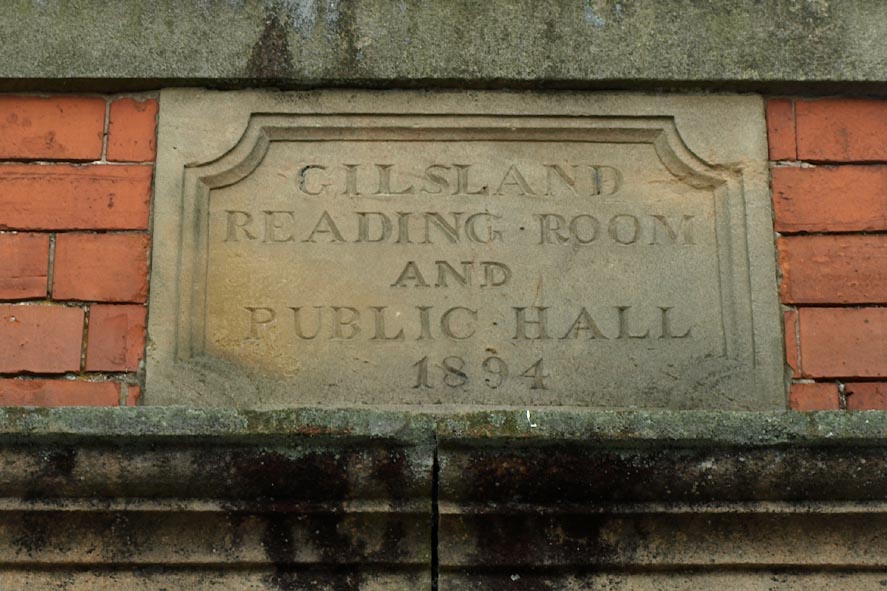 GILSLAND
READING·ROOM
AND
PUBLIC·HALL
1894